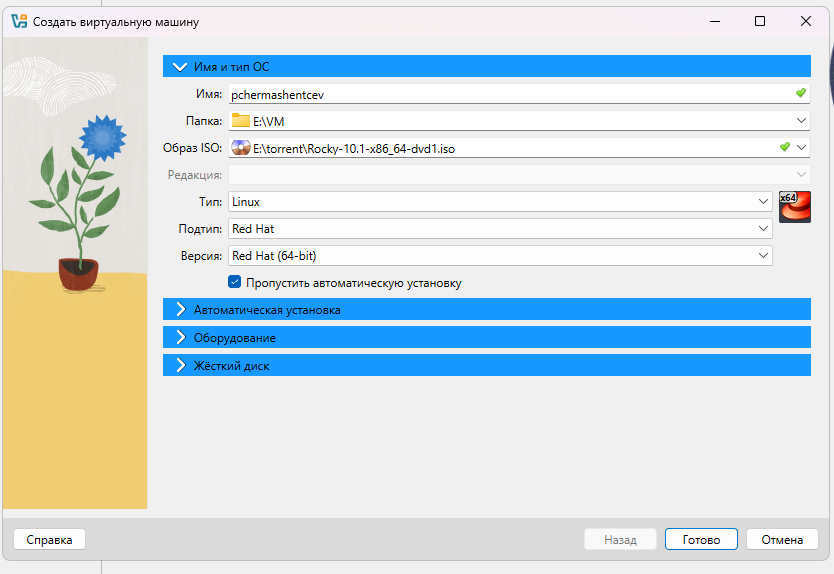 Создать виртуальную машину
Имя и тип ОС
Имя: pchermashentcev
Папка: E:\VM
Образ ISO: E:\torrent\Rocky-10.1-x86_64-dvd1.iso
Редакция:
Тип: Linux
x64
Подтип: Red Hat
Версия: Red Hat (64-bit)
Пропустить автоматическую установку
Автоматическая установка
Оборудование
Жёсткий диск
Справка Назад Готово Отмена